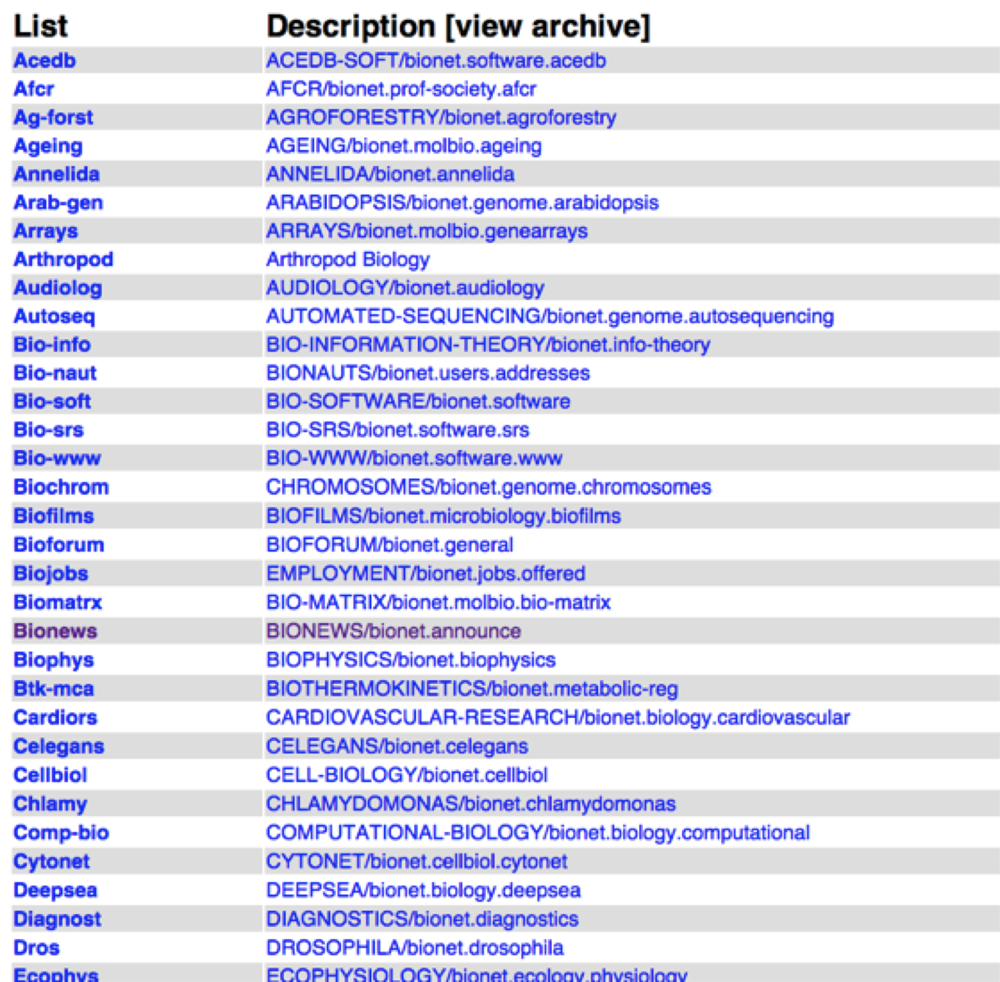 List Description [view archive]
Acedb ACEDB-SOFT/bionet.software.acedb
Afcr AFCR/bionet.prof-society.afcr
Ag-forst AGROFORESTRY/bionet.agroforestry
Ageing AGEING/bionet.molbio.ageing
Annelida ANNELIDA/bionet.annelida
Arab-gen ARABIDOPSIS/bionet.genome.arabidopsis
Arrays ARRAYS/bionet.molbio.genearrays
Arthropod Arthropod Biology
Audiolog AUDIOLOGY/bionet.audiology
Autoseq AUTOMATED-SEQUENCING/bionet.genome.autosequencing
Bio-info BIO-INFORMATION-THEORY/bionet.info-theory
Bio-naut BIONAUTS/bionet.users.addresses
Bio-soft BIO-SOFTWARE/bionet.software
Bio-srs BIO-SRS/bionet.software.srs
Bio-www BIO-WWW/bionet.software.www
Biochrom CHROMOSOMES/bionet.genome.chromosomes
Biofilms BIOFILMS/bionet.microbiology.biofilms
Bioforum BIOFORUM/bionet.general
Biojobs EMPLOYMENT/bionet.jobs.offered
Biomatrx BIO-MATRIX/bionet.molbio.bio-matrix
Bionews BIONEWS/bionet.announce
Biophys BIOPHYSICS/bionet.biophysics
Btk-mca BIOTHERMOKINETICS/bionet.metabolic-reg
Cardiors CARDIOVASCULAR-RESEARCH/bionet.biology.cardiovascular
Celegans CELEGANS/bionet.celegans
Cellbiol CELL-BIOLOGY/bionet.cellbiol
Chlamy CHLAMYDOMONAS/bionet.chlamydomonas
Comp-bio COMPUTATIONAL-BIOLOGY/bionet.biology.computational
Cytonet CYTONET/bionet.cellbiol.cytonet
Deepsea DEEPSEA/bionet.biology.deepsea
Diagnost DIAGNOSTICS/bionet.diagnostics
Dros DROSOPHILA/bionet.drosophila
Ecophys ECOPHYSIOLOGY/bionet.ecology.physiology